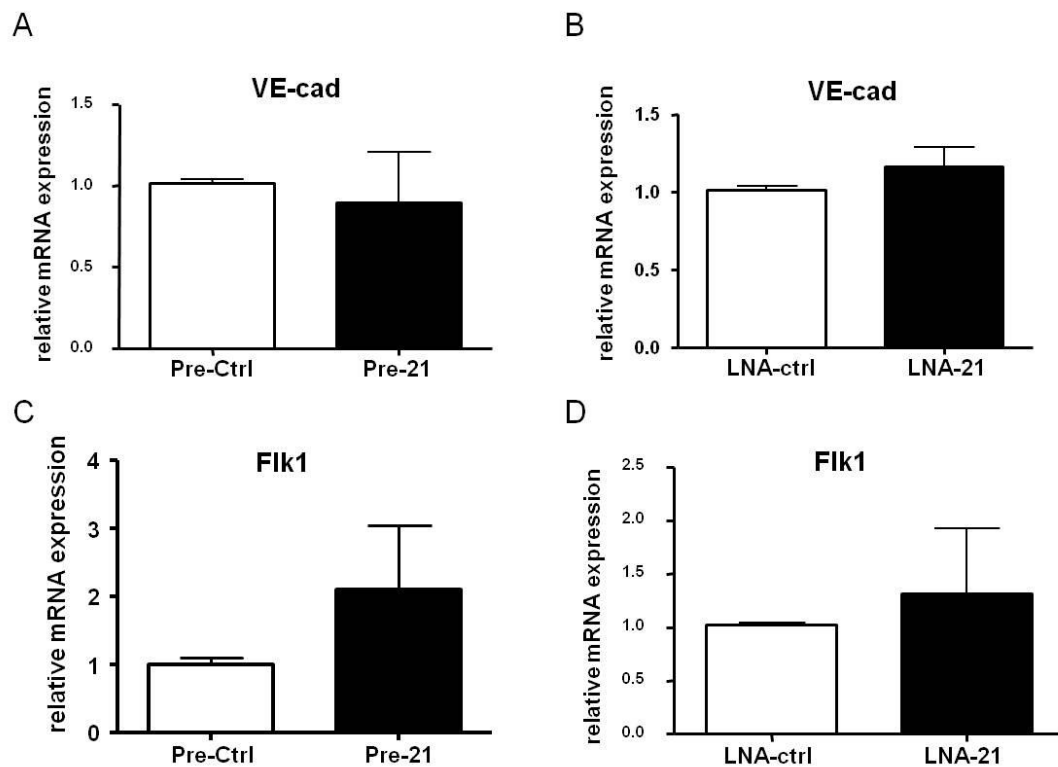 A
VE-cad
relative mRNA expression
1.5
1.0
0.5
0.0
Pre-Ctrl
Pre-21
B
VE-cad
relative mRNA expression
1.5
1.0
0.5
0.0
LNA-ctrl
LNA-21
C
Flk1
relative mRNA expression
4
3
2
1
0
Pre-Ctrl
Pre-21
D
Flk1
relative mRNA expression
2.5
2.0
1.5
1.0
0.5
0.0
LNA-ctrl
LNA-21